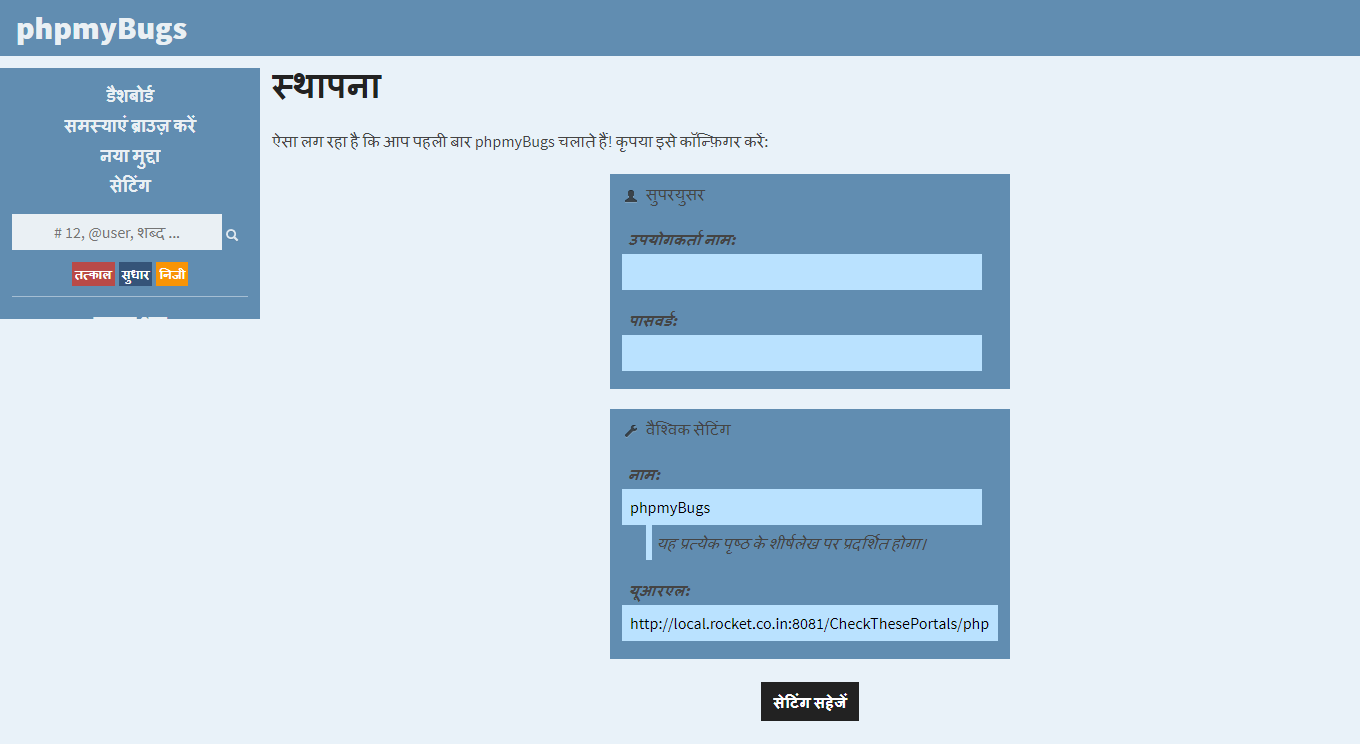 phpmyBugs
डैशबोर्ड
समस्याएं ब्राउज़ करें
नया मुद्दा
सेटिंग
# 12, @user, शब्द ...
तत्काल सुधार निजी
स्थापना
ऐसा लग रहा है कि आप पहली बार phpmyBugs चलाते हैं! कृपया इसे कॉन्फ़िगर करें:
सुपरयुसर
उपयोगकर्ता नाम:
पासवर्ड:
वैश्विक सेटिंग
नाम:
phpmyBugs
यह प्रत्येक पृष्ठ के शीर्षलेख पर प्रदर्शित होगा।
यूआरएल:
http://local.rocket.co.in:8081/CheckThesePortals/php
सेटिंग सहेजें